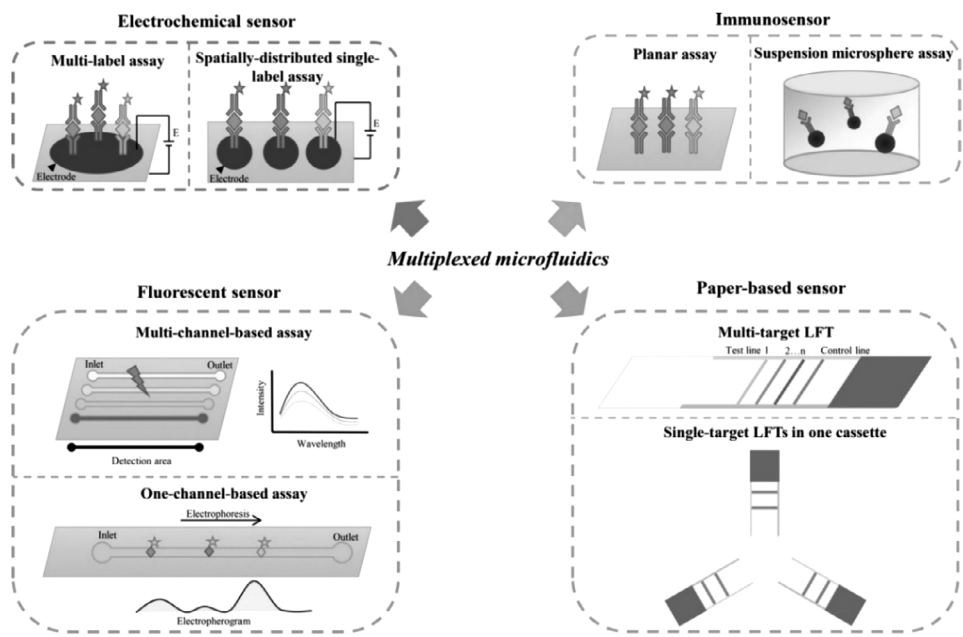 Electrochemical sensor
Multi-label assay
Spatially-distributed single-
label assay
E
E
Electrode
Electrode
Immunosensor
Planar assay
Suspension microsphere assay
Multiplexed microfluidics
Fluorescent sensor
Multi-channel-based assay
Inlet
Outlet
Intensity
Wavelength
Detection area
One-channel-based assay
Electrophoresis
Inlet
Outlet
Electropherogram
Paper-based sensor
Multi-target LFT
Test line 1 2…n Control line
Single-target LFTs in one cassette